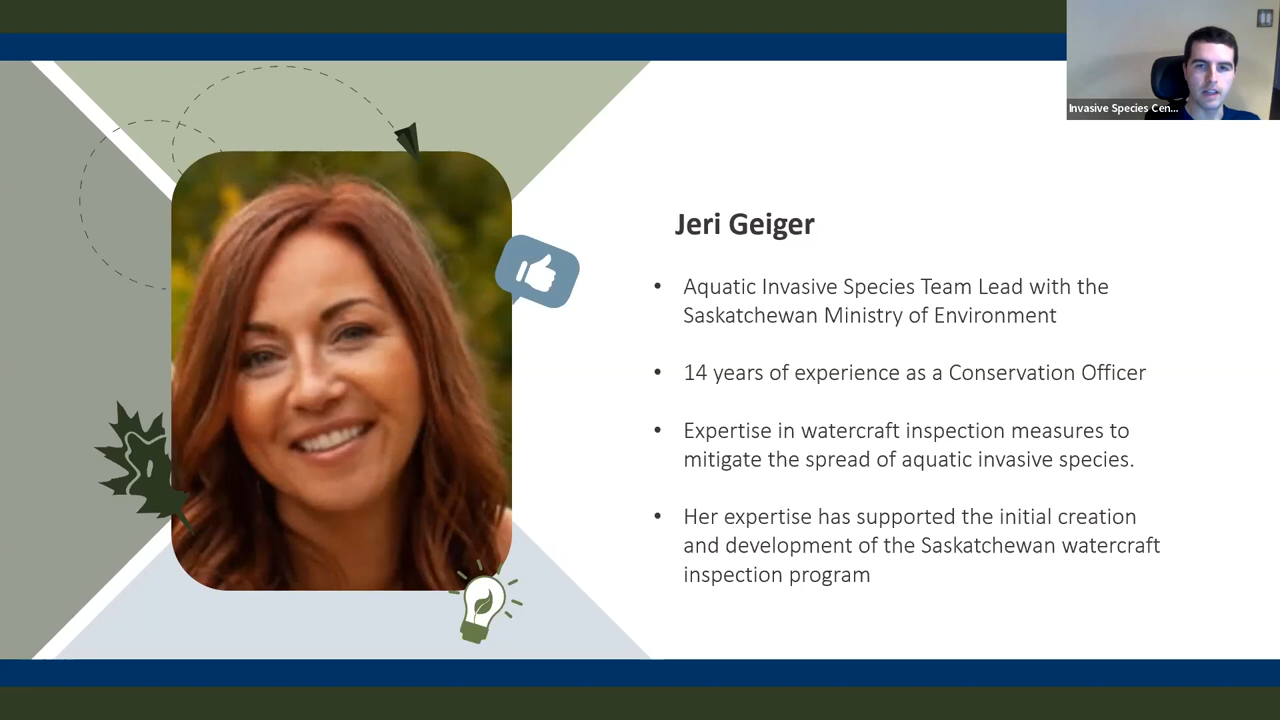 Invasive Species Cen...
Jeri Geiger
• Aquatic Invasive Species Team Lead with the
Saskatchewan Ministry of Environment
• 14 years of experience as a Conservation Officer
• Expertise in watercraft inspection measures to
mitigate the spread of aquatic invasive species.
• Her expertise has supported the initial creation
and development of the Saskatchewan watercraft
inspection program